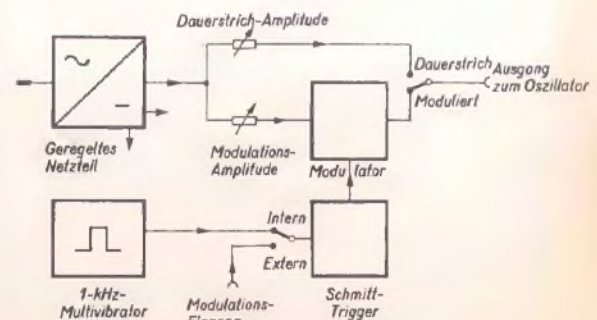 Dauerstrich-Amplitude
Dauerstrich
Moduliert
Ausgang
zum Oszillator
Geregeltes
Netzteil
Modulations-
Amplitude
Modulator
Intern
Extern
1-kHz-
Multivibrator
Modulations-
Schmitt-
Trigger